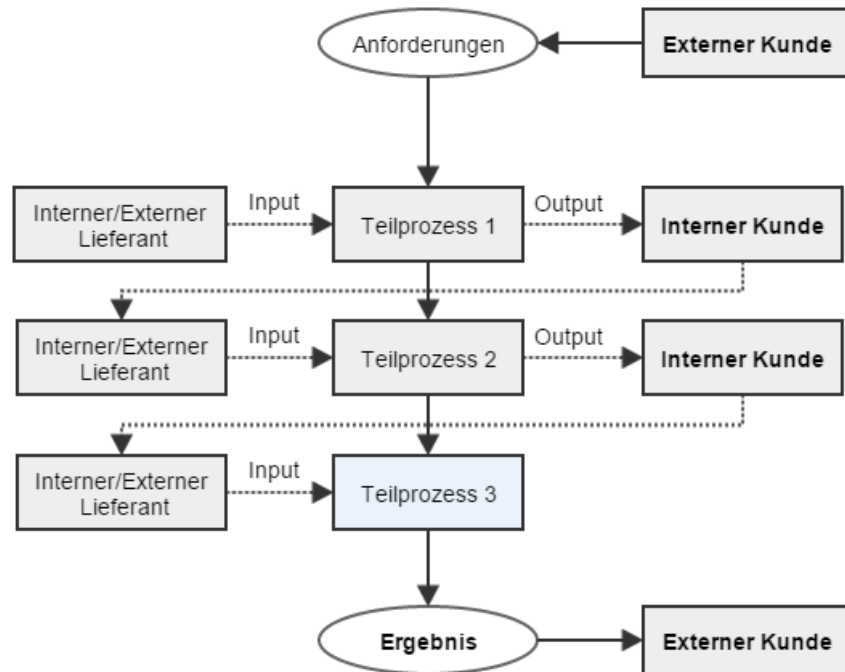 Anforderungen
Externer Kunde
Interner/Externer
Lieferant
Input
Teilprozess 1
Output
Interner Kunde
Interner/Externer
Lieferant
Input
Teilprozess 2
Output
Interner Kunde
Interner/Externer
Lieferant
Input
Teilprozess 3
Ergebnis
Externer Kunde